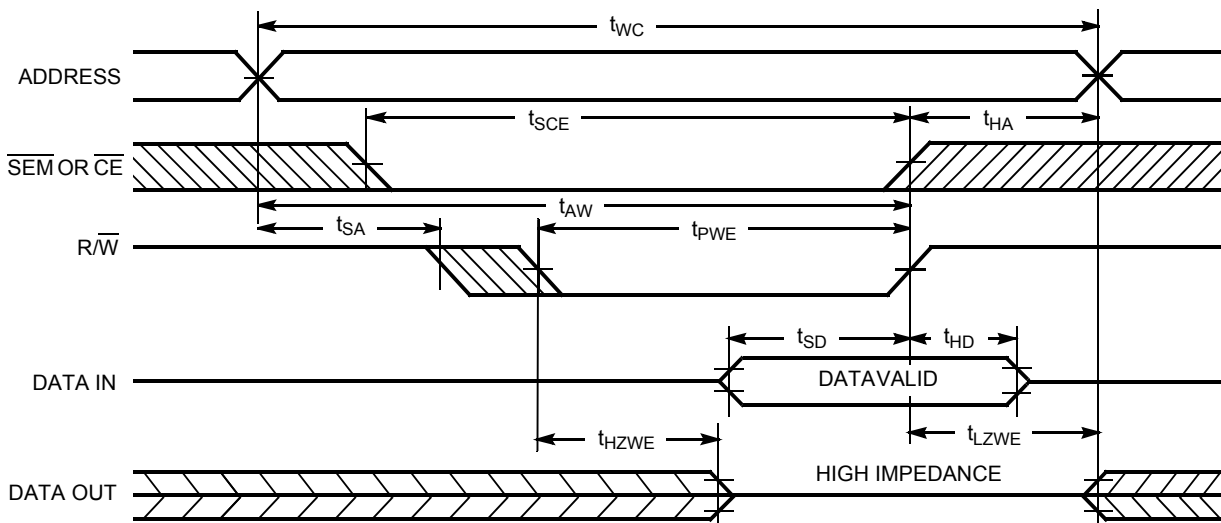 tWC
ADDRESS
tSCE
tHA
SEM OR CE
tAW
tSA
tPWE
R/W
tSD
tHD
DATA IN
DATAVALID
tHZWE
tLZWE
HIGH IMPEDANCE
DATA OUT